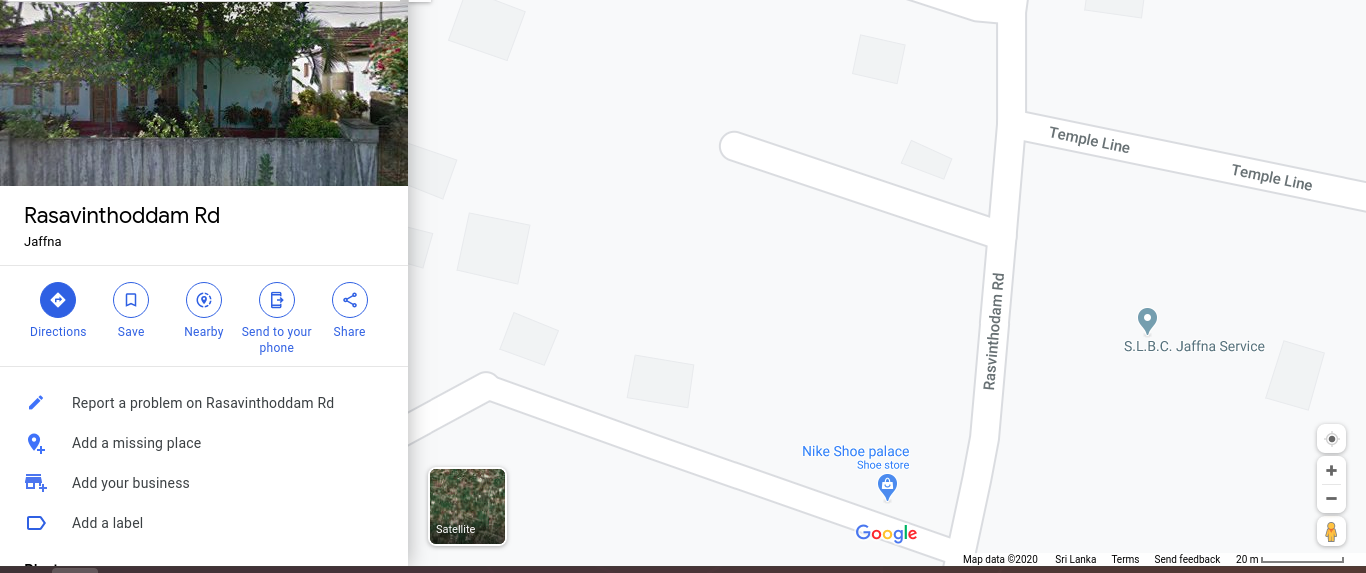 Rasavinthoddam Rd
Jaffna
Directions
Save
Nearby
Send to your
phone
Share
Report a problem on Rasavinthoddam Rd
Add a missing place
Add your business
Add a label
Satellite
Temple Line
Temple Line
Rasvinthodam Rd
S.L.B.C. Jaffna Service
Nike Shoe palace
Shoe store
Google
Map data ©2020 Sri Lanka Terms Send feedback 20 m